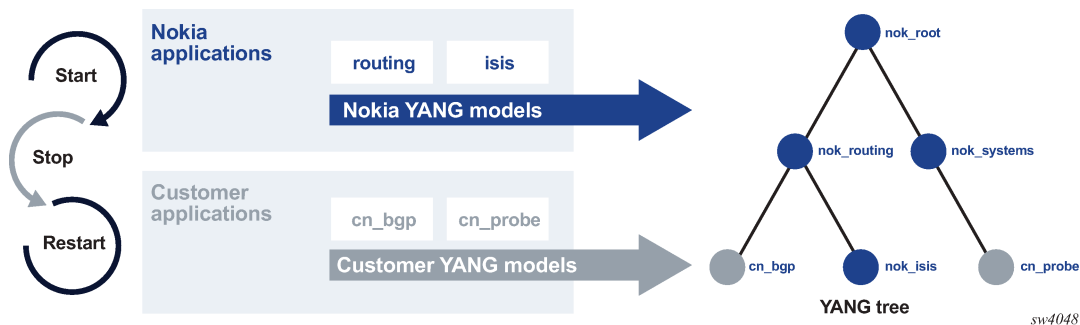 Start
Stop
Restart
Nokia
applications
routing
isis
Nokia YANG models
Customer
applications
cn_bgp
cn_probe
Customer YANG models
nok_root
nok_routing
nok_systems
cn_bgp
nok_isis
cn_probe
YANG tree
sw4048